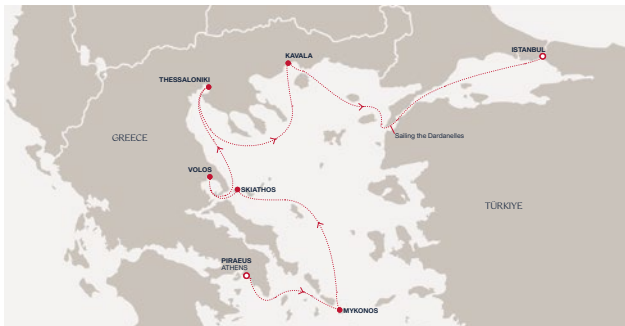 KAVALA
ISTANBUL
THESSALONIKI
GREECE
Sailing the Dardanelles
VOLOS
SKIATHOS
TÜRKIYE
PIRAEUS
ATHENS
MYKONOS